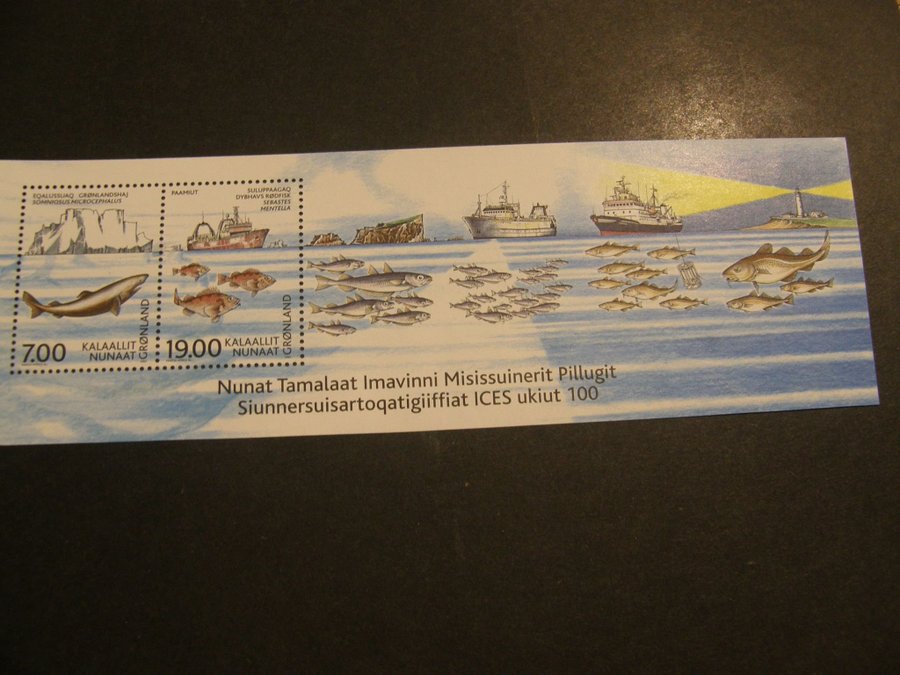 EQALUSSUAQ GRØNLANDSHAJ
SOMNIOSUS MICROCEPHALUS
7.00
KALAALLIT
NUNAAT
GRØNLAND
PAAMIUT
SULUPPAAGAQ
DYBHAVS RØDFISK
SEBASTES
MENTELLA
19.00
KALAALLIT
NUNAAT
GRØNLAND
Nunat Tamalaat Imavinni Misissuinerit Pillugit
Siunnersuisartoqatigiiffiat ICES ukiut 100